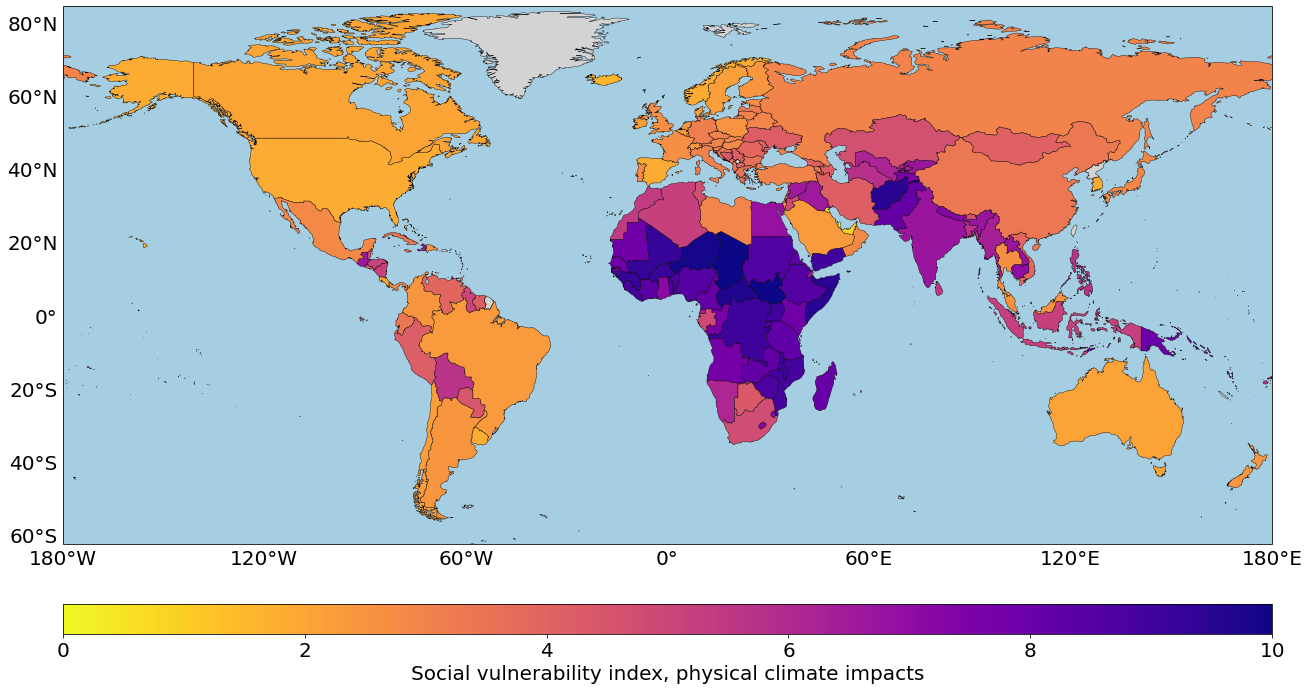 80°N
60°N
40°N
20°N
0°
20°S
40°S
60°S
180°W 120°W 60°W 0° 60°E 120°E 180°E
0 2 4 6 8 10
Social vulnerability index, physical climate impacts